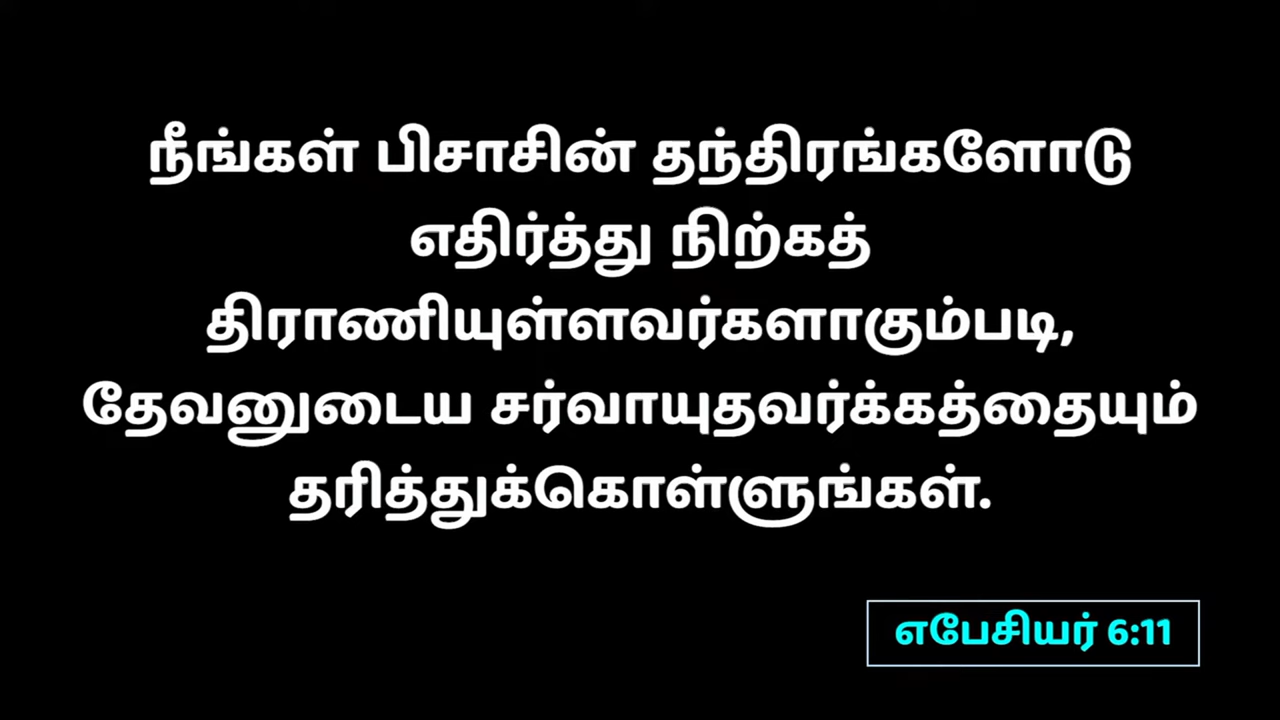 நீங்கள் பிசாசின் தந்திரங்களோடு
எதிர்த்து நிற்கத்
திராணியுள்ளவர்களாகும்படி,
தேவனுடைய சர்வாயுதவர்க்கத்தையும்
தரித்துக்கொள்ளுங்கள்.
எபேசியர் 6:11